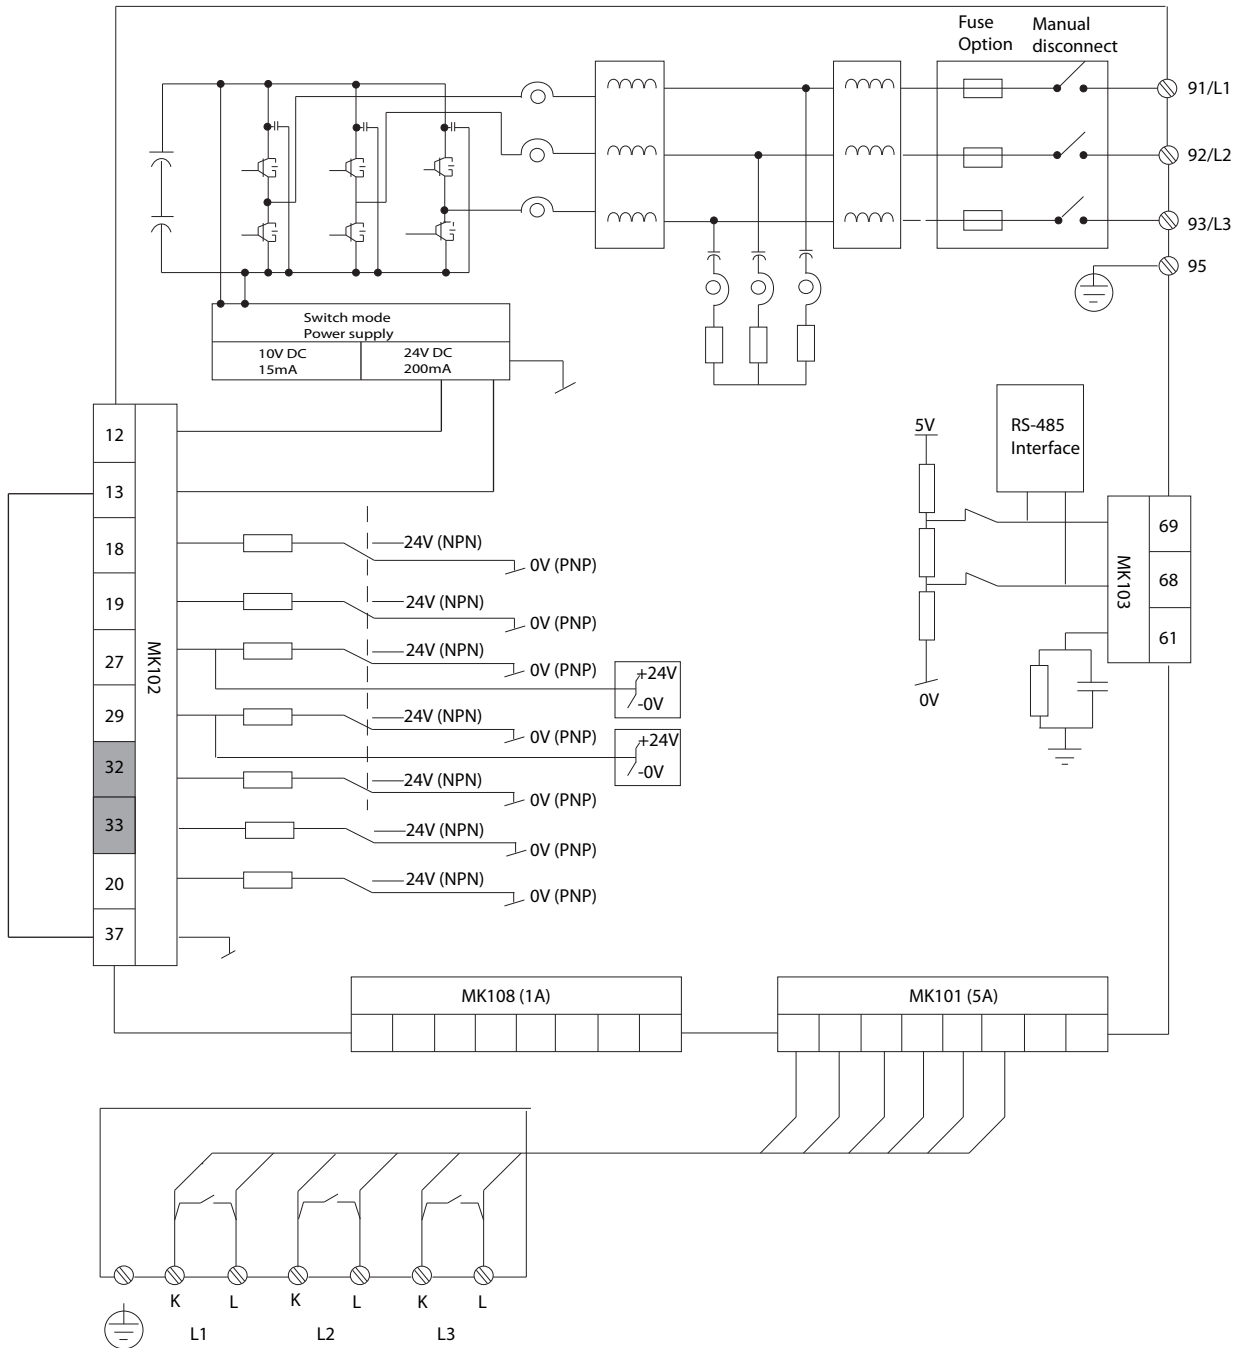 Fuse
Option
Manual
disconnect
91/L1
92/L2
93/L3
95
Switch mode
Power supply
10V DC
15mA
24V DC
200mA
12
13
18
19
27
29
32
33
20
37
MK102
24V (NPN)
0V (PNP)
24V (NPN)
0V (PNP)
24V (NPN)
0V (PNP)
+24V
-0V
24V (NPN)
0V (PNP)
+24V
-0V
24V (NPN)
0V (PNP)
24V (NPN)
0V (PNP)
24V (NPN)
0V (PNP)
5V
0V
RS-485
Interface
MK103
69
68
61
MK108 (1A)
MK101 (5A)
K
L
K
L
K
L
L1
L2
L3